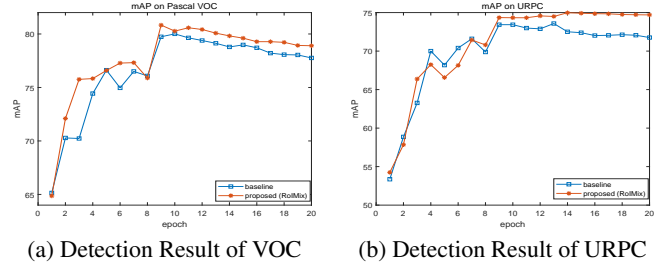 mAP on Pascal VOC
80
75
70
65
mAP
0 2 4 6 8 10 12 14 16 18 20
epoch
baseline
proposed (RoIMix)
(a) Detection Result of VOC
mAP on URPC
75
70
65
60
55
50
mAP
0 2 4 6 8 10 12 14 16 18 20
epoch
baseline
proposed (RoIMix)
(b) Detection Result of URPC